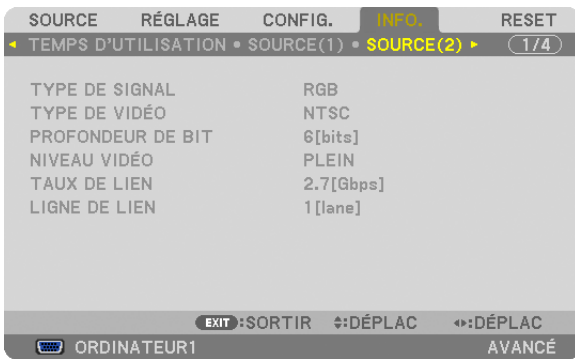 SOURCE RÉGLAGE CONFIG. INFO. RESET
TEMPS D'UTILISATION • SOURCE(1) • SOURCE(2) 1/4
TYPE DE SIGNAL RGB
TYPE DE VIDÉO NTSC
PROFONDEUR DE BIT 6[bits]
NIVEAU VIDÉO PLEIN
TAUX DE LIEN 2.7[Gbps]
LIGNE DE LIEN 1[lane]
EXIT:SORTIR :DÉPLAC :DÉPLAC
ORDINATEUR1 AVANCÉ